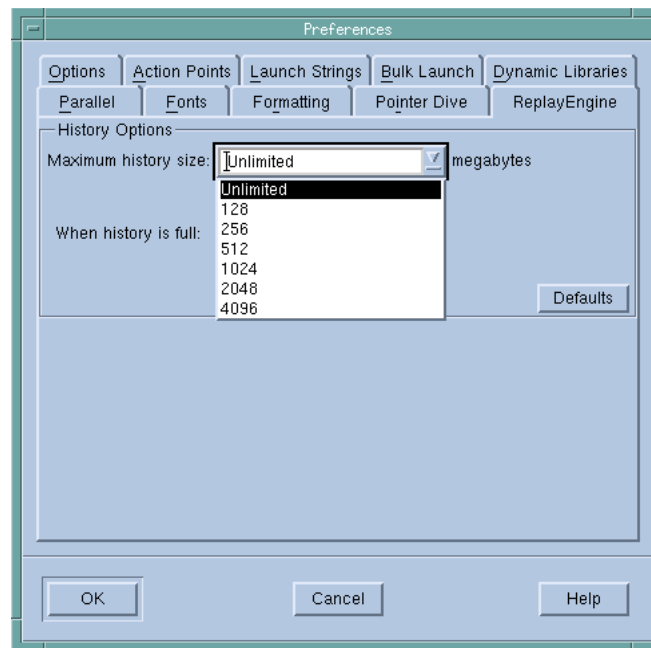 Preferences
Options Action Points Launch Strings Bulk Launch Dynamic Libraries
Parallel Fonts Formatting Pointer Dive ReplayEngine
History Options
Maximum history size: Unlimited megabytes
Unlimited
128
When history is full: 256
512
1024
2048
4096
Defaults
OK Cancel Help